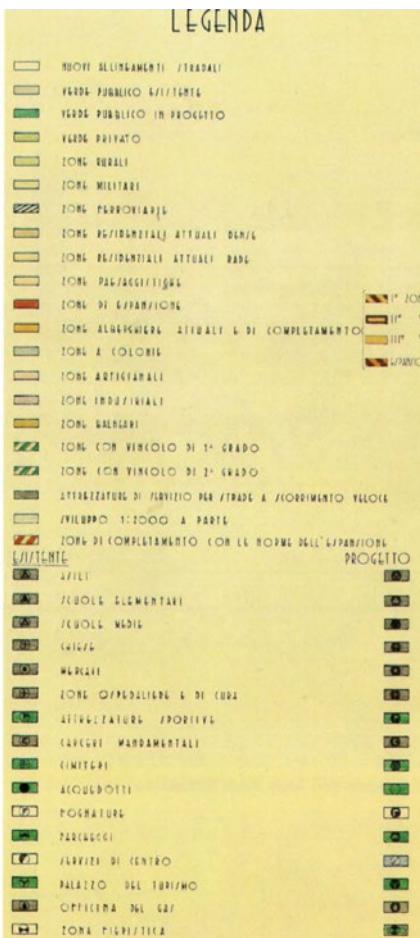 LEGENDA
NUOVI ALLINEAMENTI STRADALI
VERDE PUBBLICO ESISTENTE
VERDE PUBBLICO IN PROGETTO
VERDE PRIVATO
ZONE RURALI
ZONE MILITARI
ZONE FERROVIARIE
ZONE RESIDENZIALI ATTUALI DENSE
ZONE RESIDENZIALI ATTUALI RADE
ZONE PAESAGGISTICHE
ZONE DI ESPANSIONE
ZONE ALBERGHIERE ATTUALI E DI COMPLETAMENTO
ZONE A COLONIE
ZONE ARTIGIANALI
ZONE INDUSTRIALI
ZONE BALNEARI
ZONE CON VINCOLO DI 1° GRADO
ZONE CON VINCOLO DI 2° GRADO
ATTREZZATURE DI SERVIZIO PER STRADE A SCORRIMENTO VELOCE
SVILUPPO 1:2000 A PARTE
ZONE DI COMPLETAMENTO CON LE NORME DELL'ESPANSIONE
I° ZON
II°
III°
ESPANSIO
ESISTENTE PROGETTO
ASILI
SCUOLE ELEMENTARI
SCUOLE MEDIE
CHIESE
MERCATI
ZONE OSPEDALIERE E DI CURA
ATTREZZATURE SPORTIVE
CARCERI MANDAMENTALI
CIMITERI
ACQUEDOTTI
FOGNATURE
PARCHEGGI
SERVIZI DI CENTRO
PALAZZO DEL TURISMO
OFFICINA DEL GAS
ZONA FIERISTICA